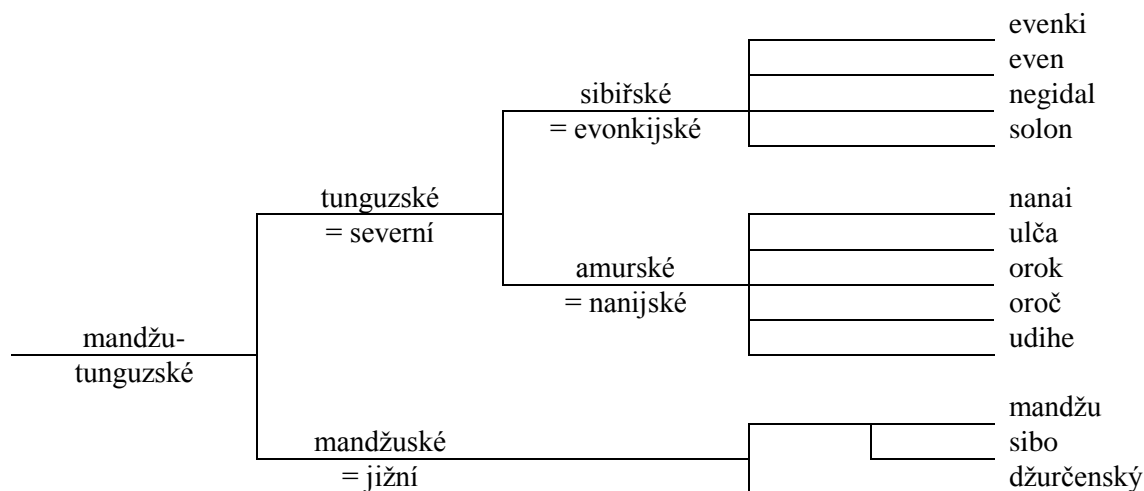 evenki
even
sibiřské
negidal
= evonkijské
solon
tunguzské
nanai
= severní
ulča
amurské
orok
= nanijské
oroč
mandžu-
udihe
tunguzské
mandžu
mandžuské
sibo
= jižní
džurčenský